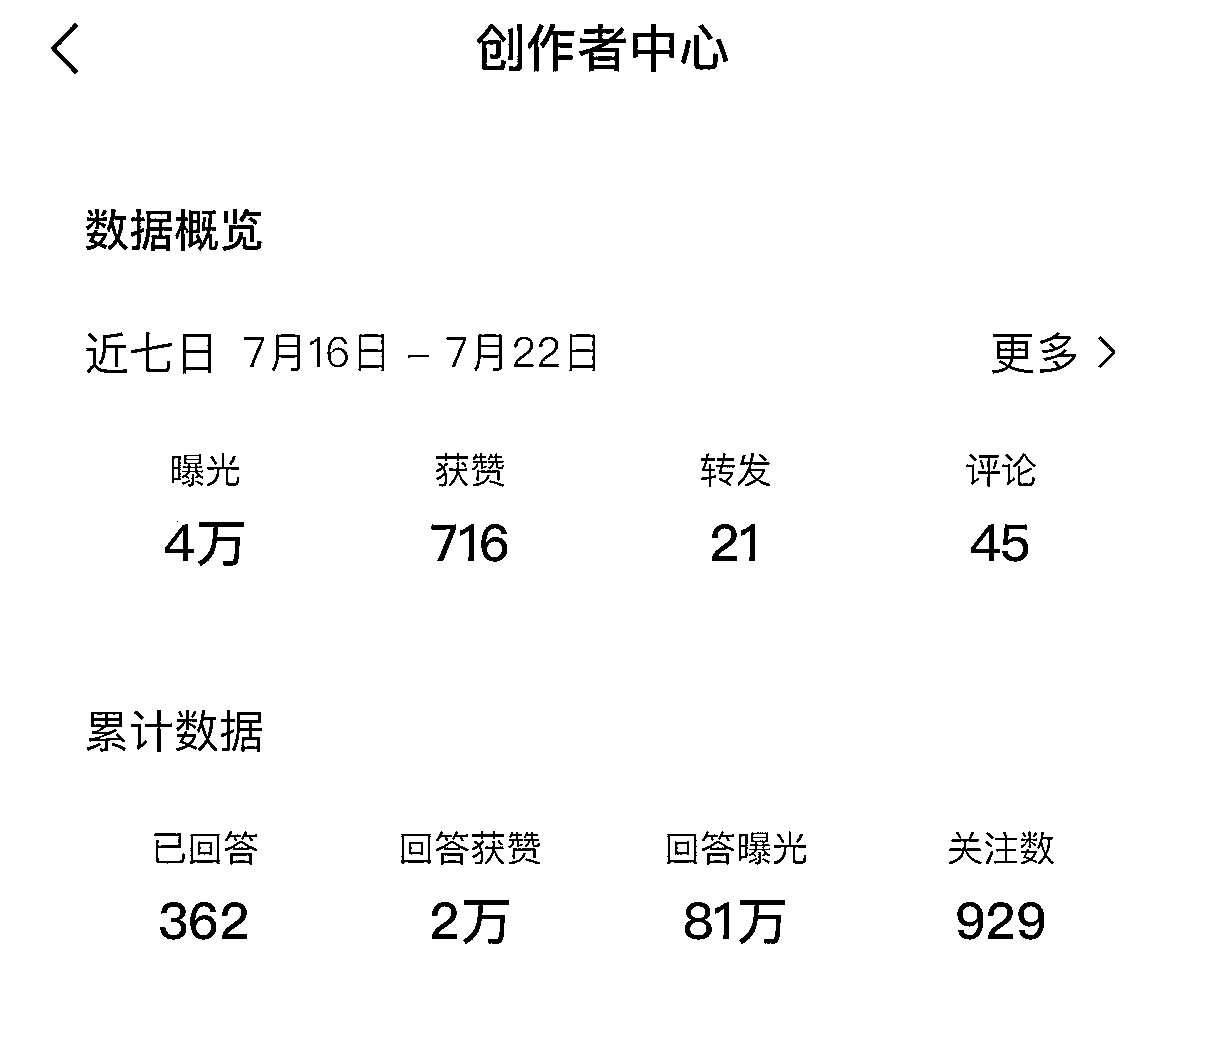 创作者中心
数据概览
近七日 7月16日 – 7月22日 更多
曝光 获赞 转发 评论
4万 716 21 45
累计数据
已回答 回答获赞 回答曝光 关注数
362 2万 81万 929